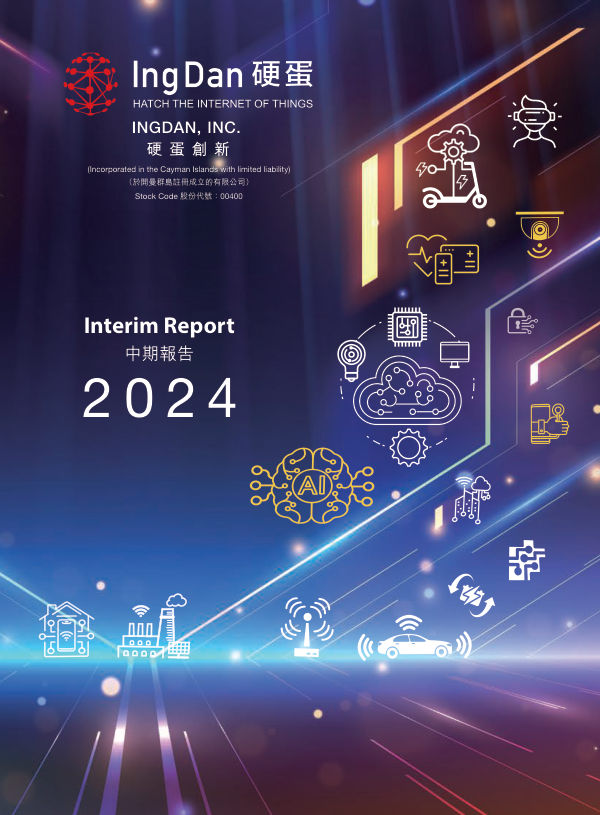 IngDan 硬蛋
HATCH THE INTERNET OF THINGS
INGDAN, INC.
硬蛋創新
(Incorporated in the Cayman Islands with limited liability)
(於開曼群島註冊成立的有限公司)
Stock Code 股份代號：00400
Interim Report
中期報告
2024
AI